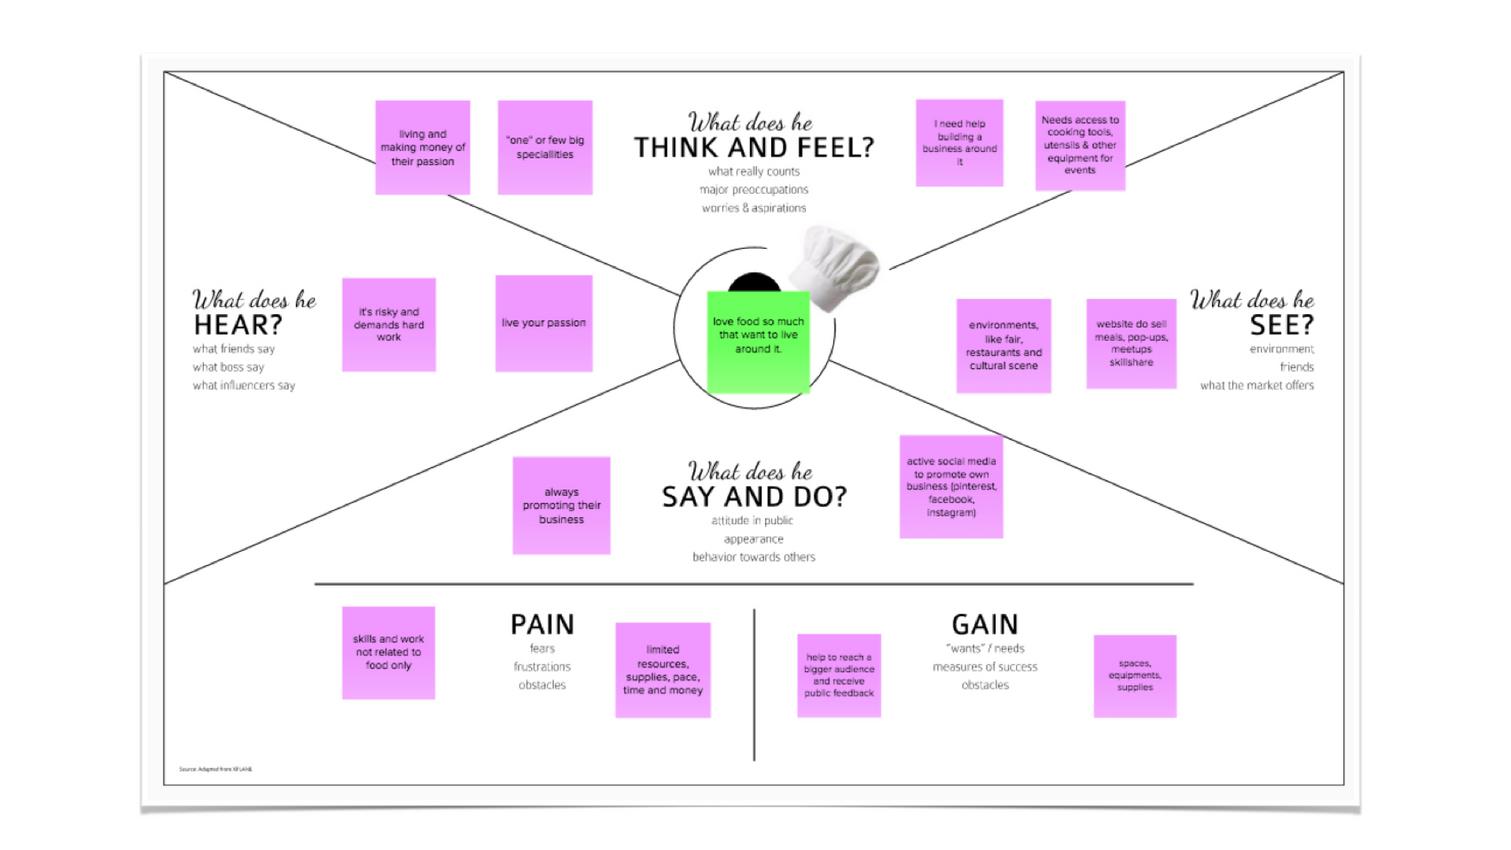 What does he
THINK AND FEEL?
what really counts
major preoccupations
worries & aspirations
living and
making money of
their passion
"one" or few big
speciallities
I need help
building a
business around
it
Needs access to
cooking tools,
utensils & other
equipment for
events
What does he
HEAR?
what friends say
what boss say
what influencers say
it's risky and
demands hard
work
live your passion
love food so much
that want to live
around it.
environments,
like fair,
restaurants and
cultural scene
website do sell
meals, pop-ups,
meetups
skillshare
What does he
SEE?
environment
friends
what the market offers
always
promoting their
business
What does he
SAY AND DO?
attitude in public
appearance
behavior towards others
active social media
to promote own
business (pinterest,
facebook,
instagram)
skills and work
not related to
food only
PAIN
fears
frustrations
obstacles
limited
resources,
supplies, pace,
time and money
help to reach a
bigger audience
and receive
public feedback
GAIN
"wants" / needs
measures of success
obstacles
spaces,
equipments,
supplies
Source: Adapted from XPLANE